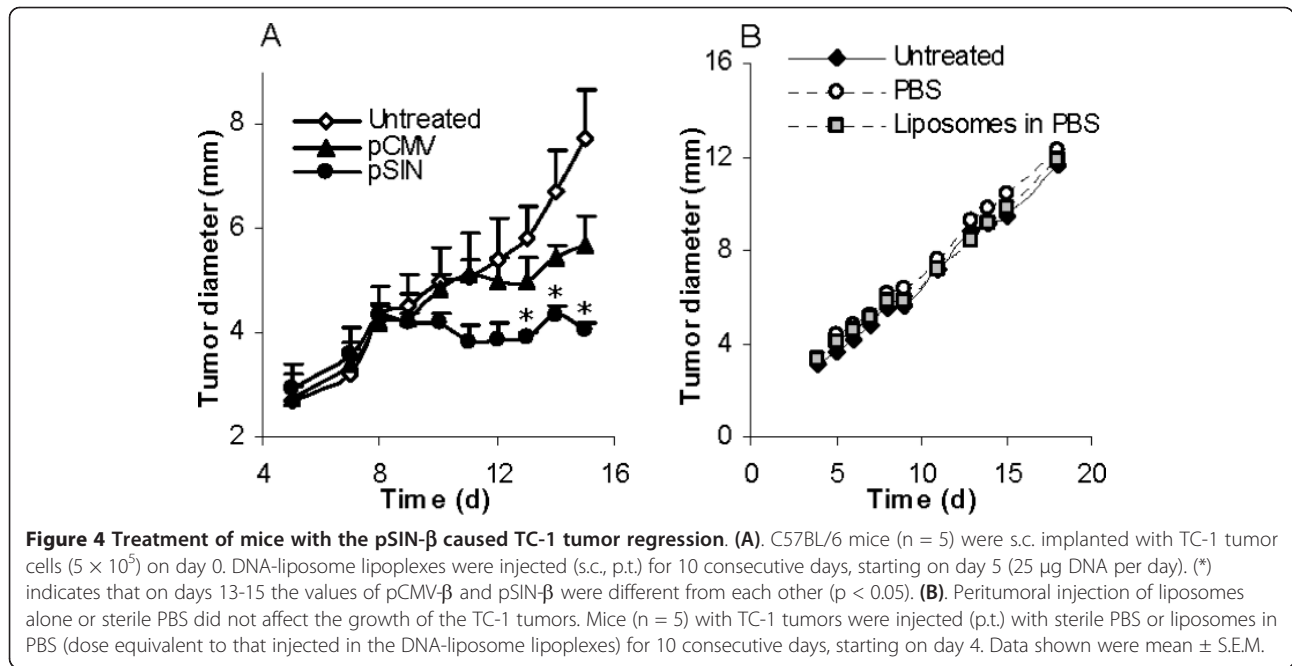 A
8
6
4
2
4
8
12
16
Tumor diameter (mm)
Time (d)
Untreated
pCMV
pSIN
*
*
*
B
16
12
8
4
0
0
5
10
15
20
Tumor diameter (mm)
Time (d)
Untreated
PBS
Liposomes in PBS
Figure 4 Treatment of mice with the pSIN-β caused TC-1 tumor regression. (A). C57BL/6 mice (n = 5) were s.c. implanted with TC-1 tumor
cells (5 × 10⁵) on day 0. DNA-liposome lipoplexes were injected (s.c., p.t.) for 10 consecutive days, starting on day 5 (25 μg DNA per day). (*)
indicates that on days 13-15 the values of pCMV-β and pSIN-β were different from each other (p < 0.05). (B). Peritumoral injection of liposomes
alone or sterile PBS did not affect the growth of the TC-1 tumors. Mice (n = 5) with TC-1 tumors were injected (p.t.) with sterile PBS or liposomes in
PBS (dose equivalent to that injected in the DNA-liposome lipoplexes) for 10 consecutive days, starting on day 4. Data shown were mean ± S.E.M.